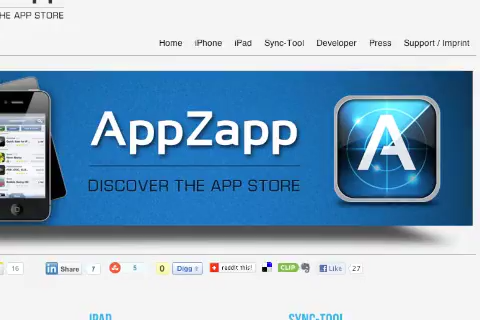 THE APP STORE
Home iPhone iPad Sync-Tool Developer Press Support / Imprint
AppZapp
DISCOVER THE APP STORE
A
16 in Share 7 5 0 Digg reddit this! CLIP Like 27
IPAD SYNC-TOOL